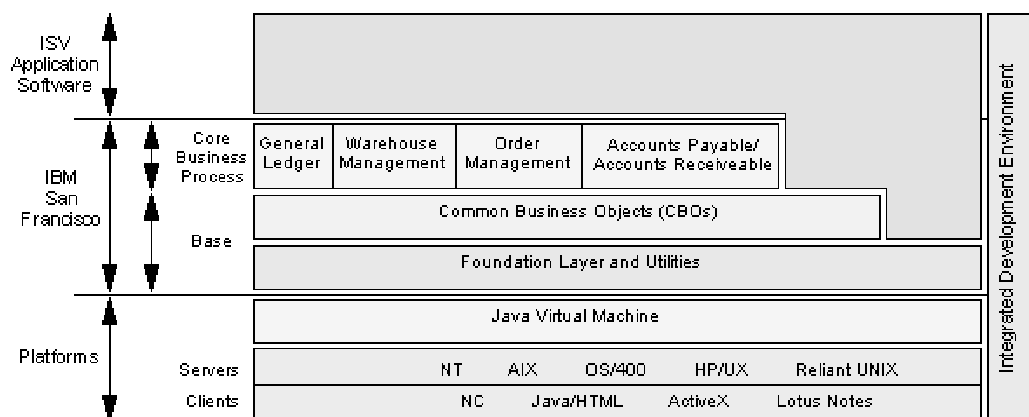 ISV
Application
Software
Core
Business
Process
General
Ledger
Warehouse
Management
Order
Management
Accounts Payable/
Accounts Receiveable
IBM
San
Francisco
Common Business Objects (CBOs)
Base
Foundation Layer and Utilities
Java Virtual Machine
Platforms
Servers
NT AIX OS/400 HP/UX Reliant UNIX
Clients
NC Java/HTML ActiveX Lotus Notes
Integrated Development Environment